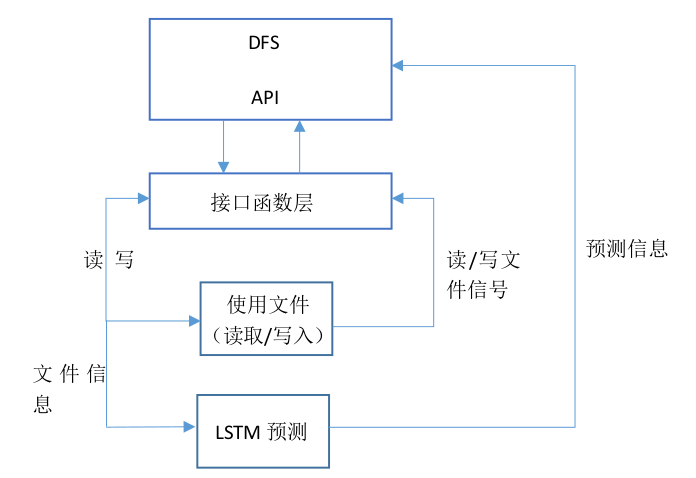 DFS
API
接口函数层
读 写
读/写文
件信号
预测信息
使用文件
（读取/写入）
文件信
息
LSTM 预测